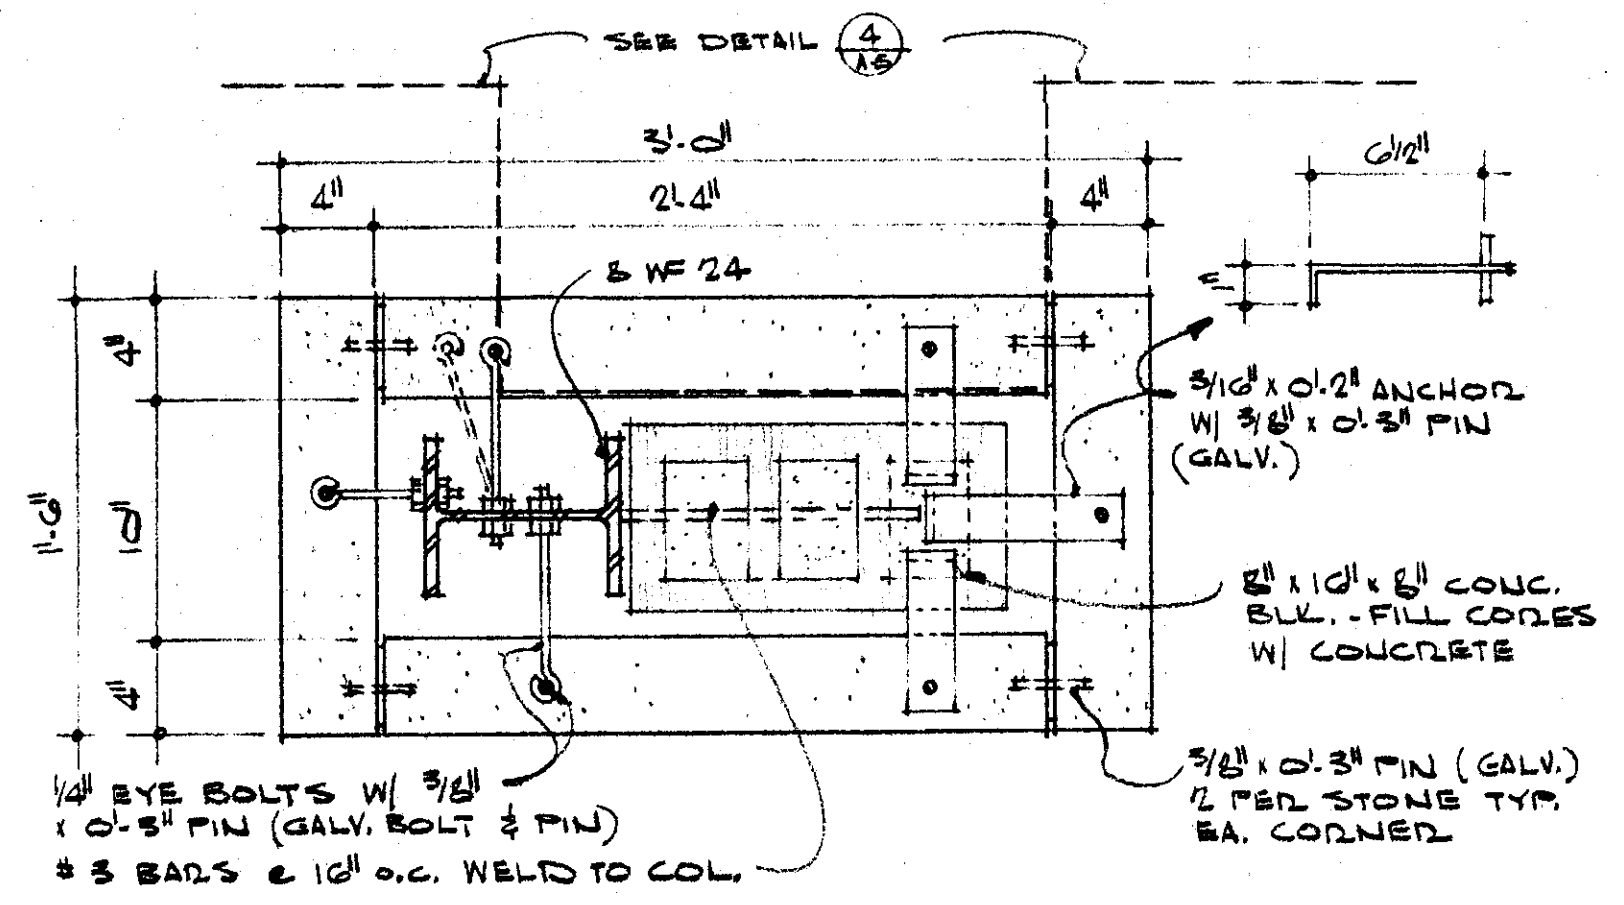 SEE DETAIL 4
A-5
3'-0"
6 1/2"
4" 2'-4" 4"
8 WF 24
1"
4"
3/16" x 0'-2" ANCHOR
W/ 3/8" x 0'-3" PIN
(GALV.)
1'-6"
10"
8" x 16" x 8" CONC.
BLK. - FILL CORES
W/ CONCRETE
4"
3/8" x 0'-3" PIN (GALV.)
2 PER STONE TYP.
EA. CORNER
1/4" EYE BOLTS W/ 3/8"
x 0'-3" PIN (GALV. BOLT & PIN)
# 3 BARS @ 16" o.c. WELD TO COL.